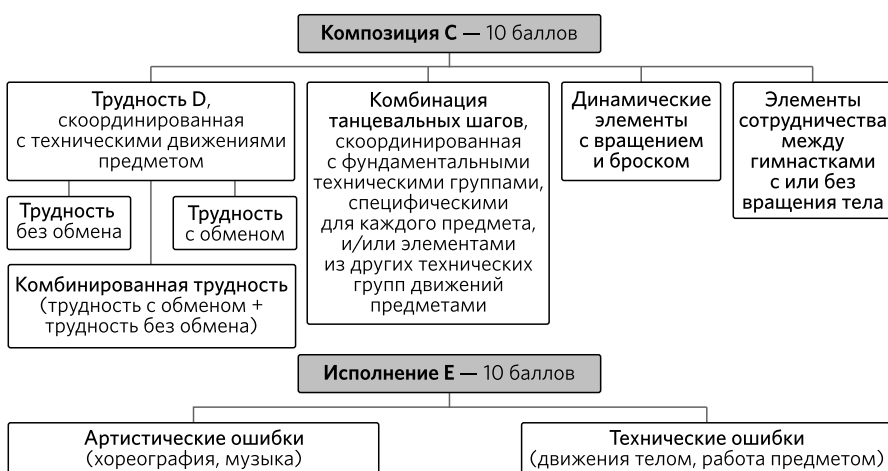 Композиция C — 10 баллов
Трудность D,
скоординированная
с техническими движениями
предметом
Трудность
без обмена
Трудность
с обменом
Комбинированная трудность
(трудность с обменом +
трудность без обмена)
Комбинация
танцевальных шагов,
скоординированная
с фундаментальными
техническими группами,
специфическими
для каждого предмета,
и/или элементами
из других технических
групп движений
предметами
Динамические
элементы
с вращением
и броском
Элементы
сотрудничества
между
гимнастками
с или без
вращения тела
Исполнение E — 10 баллов
Артистические ошибки
(хореография, музыка)
Технические ошибки
(движения телом, работа предметом)